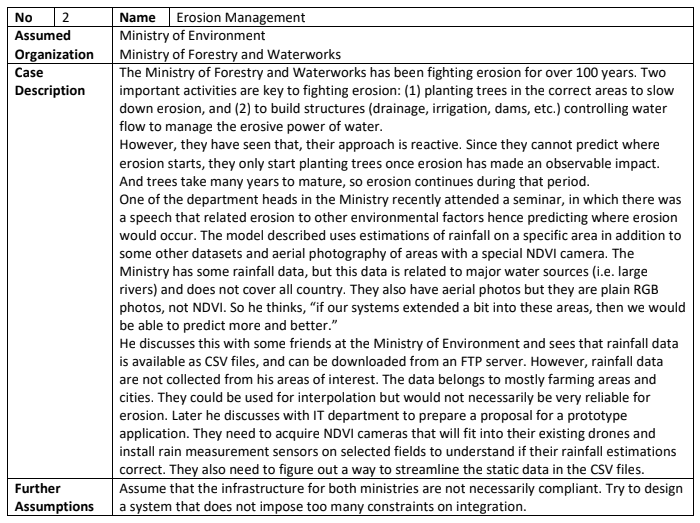 No 2 Name Erosion Management
Assumed Ministry of Environment
Organization Ministry of Forestry and Waterworks
Case The Ministry of Forestry and Waterworks has been fighting erosion for over 100 years. Two
Description important activities are key to fighting erosion: (1) planting trees in the correct areas to slow
down erosion, and (2) to build structures (drainage, irrigation, dams, etc.) controlling water
flow to manage the erosive power of water.
However, they have seen that, their approach is reactive. Since they cannot predict where
erosion starts, they only start planting trees once erosion has made an observable impact.
And trees take many years to mature, so erosion continues during that period.
One of the department heads in the Ministry recently attended a seminar, in which there was
a speech that related erosion to other environmental factors hence predicting where erosion
would occur. The model described uses estimations of rainfall on a specific area in addition to
some other datasets and aerial photography of areas with a special NDVI camera. The
Ministry has some rainfall data, but this data is related to major water sources (i.e. large
rivers) and does not cover all country. They also have aerial photos but they are plain RGB
photos, not NDVI. So he thinks, “if our systems extended a bit into these areas, then we would
be able to predict more and better.”
He discusses this with some friends at the Ministry of Environment and sees that rainfall data
is available as CSV files, and can be downloaded from an FTP server. However, rainfall data
are not collected from his areas of interest. The data belongs to mostly farming areas and
cities. They could be used for interpolation but would not necessarily be very reliable for
erosion. Later he discusses with IT department to prepare a proposal for a prototype
application. They need to acquire NDVI cameras that will fit into their existing drones and
install rain measurement sensors on selected fields to understand if their rainfall estimations
correct. They also need to figure out a way to streamline the static data in the CSV files.
Further Assume that the infrastructure for both ministries are not necessarily compliant. Try to design
Assumptions a system that does not impose too many constraints on integration.